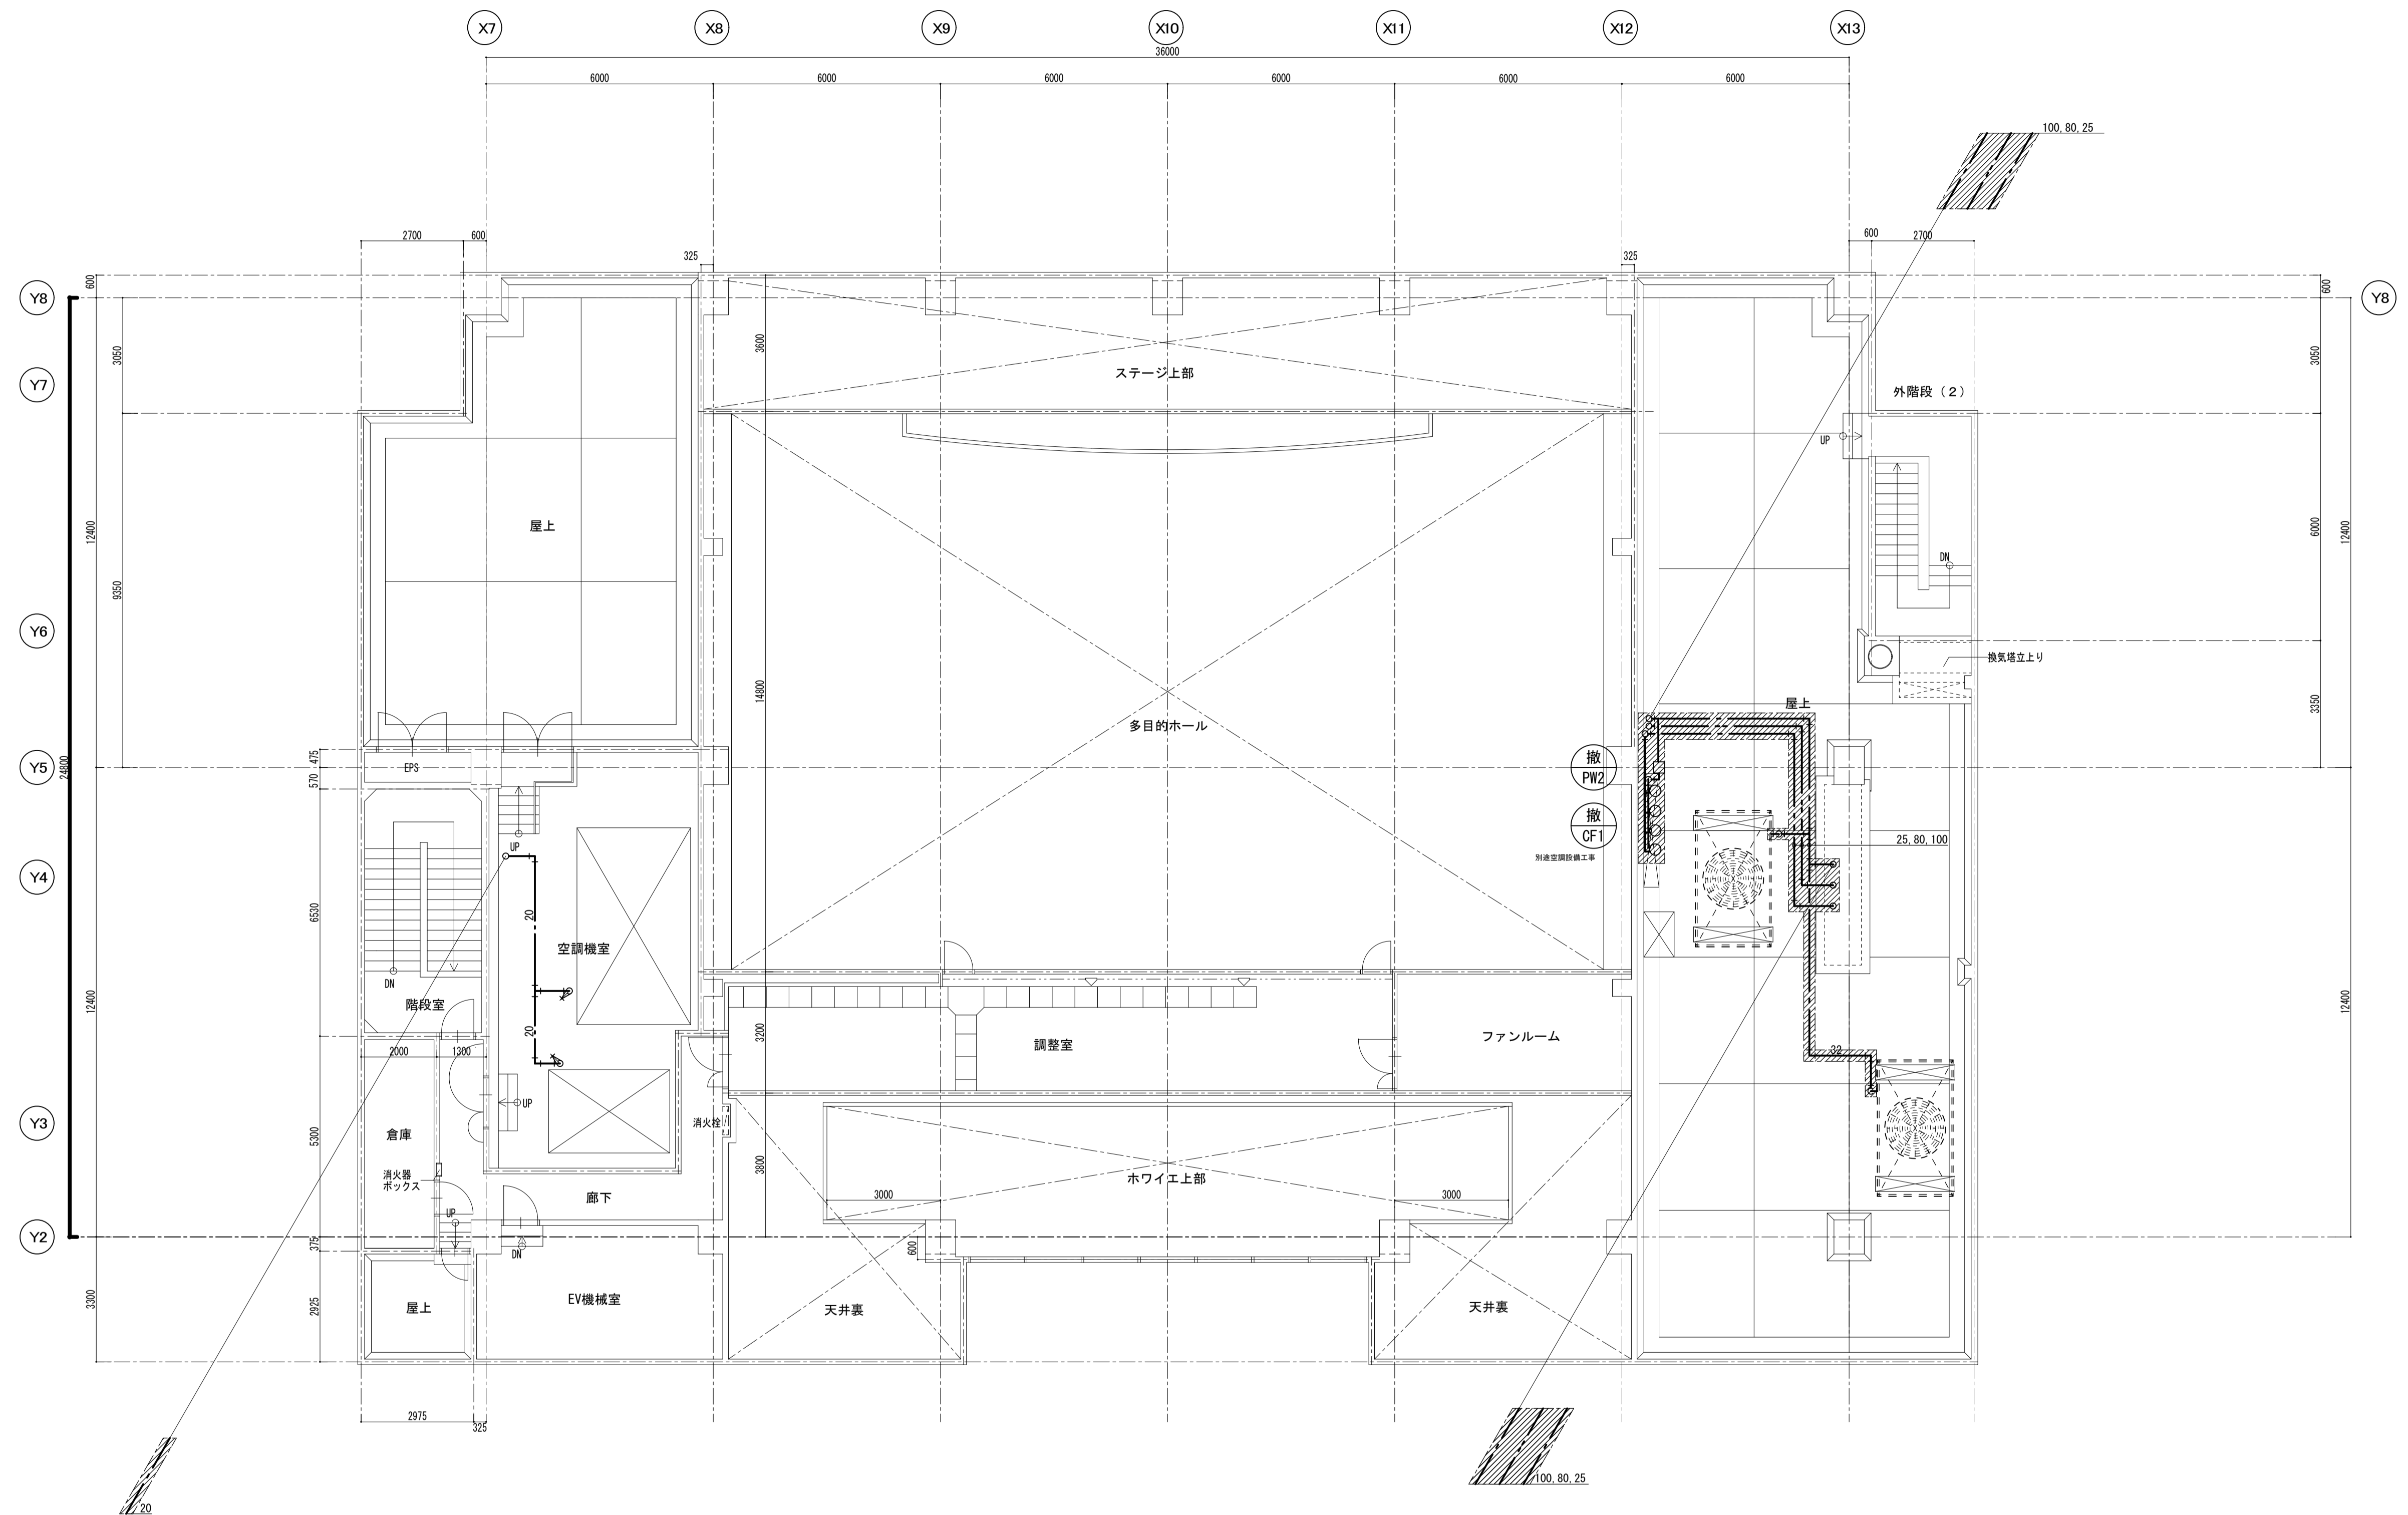 X7
X8
X9
X10
X11
X12
X13
36000
6000
6000
6000
6000
6000
6000
100, 80, 25
2700
600
325
325
600
2700
600
600
Y8
Y8
3050
3600
3050
Y7
ステージ上部
外階段（2）
UP
屋上
12400
6000
12400
DN
9350
Y6
換気塔立上り
14800
屋上
3350
多目的ホール
475
撤
PW2
Y5
24800
EPS
570
撤
CF1
別途空調設備工事
25, 80, 100
UP
Y4
6530
20
空調機室
DN
階段室
12400
12400
20
3200
調整室
ファンルーム
32
2000
1300
UP
Y3
倉庫
消火栓
5300
3800
消火器
ボックス
ホワイエ上部
廊下
3000
3000
UP
Y2
375
DN
600
3300
2925
屋上
EV機械室
天井裏
天井裏
2975
325
100, 80, 25
20